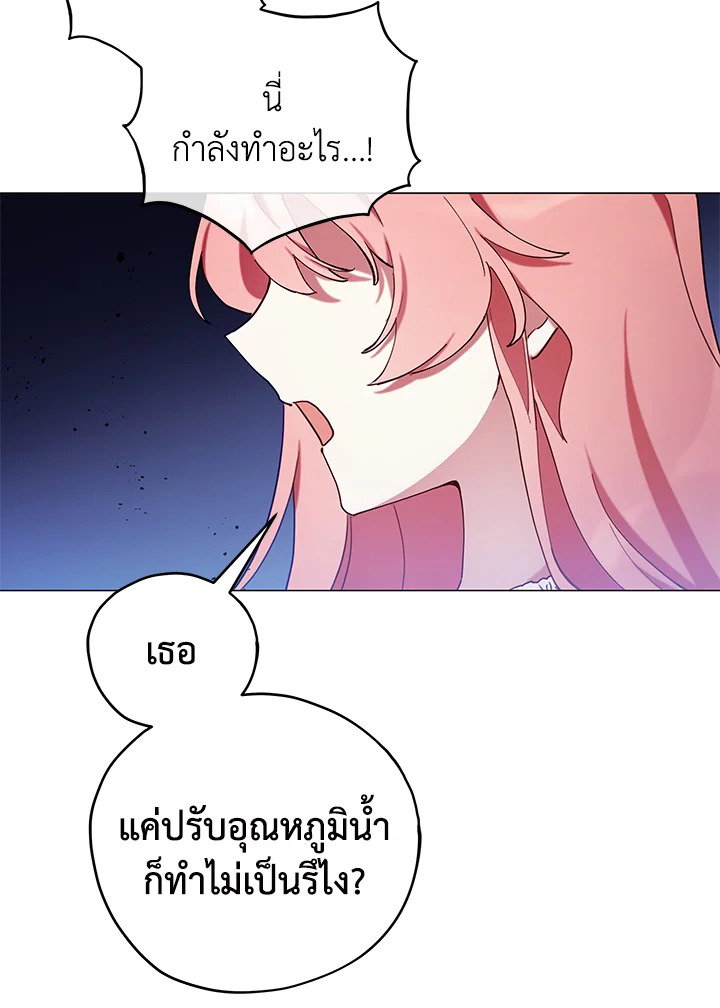 นี่
กำลังทำอะไร...!
เธอ
แค่ปรับอุณหภูมิน้ำ
ก็ทำไม่เป็นรึไง?